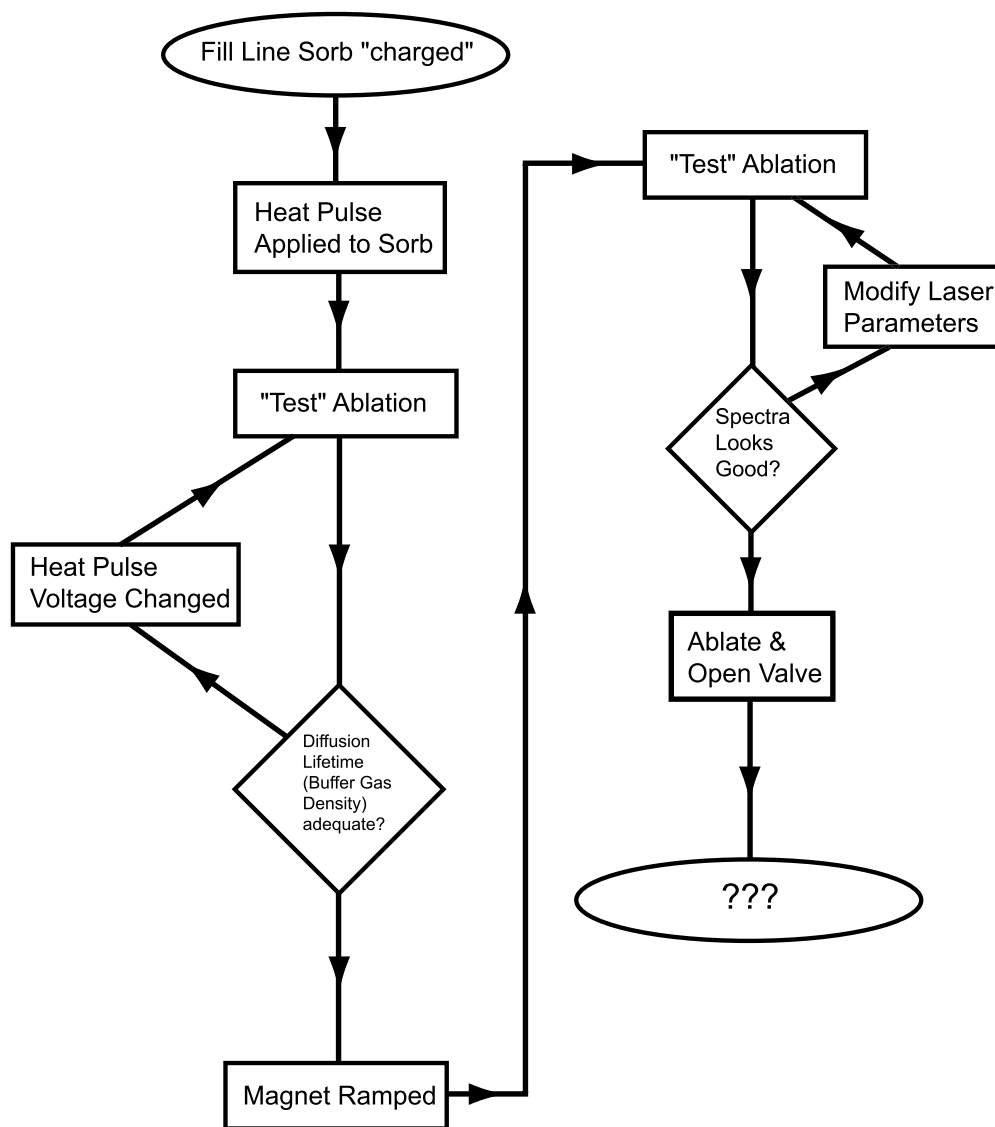 Fill Line Sorb "charged"
Heat Pulse
Applied to Sorb
"Test" Ablation
Heat Pulse
Voltage Changed
Diffusion
Lifetime
(Buffer Gas
Density)
adequate?
Magnet Ramped
"Test" Ablation
Modify Laser
Parameters
Spectra
Looks
Good?
Ablate &
Open Valve
???